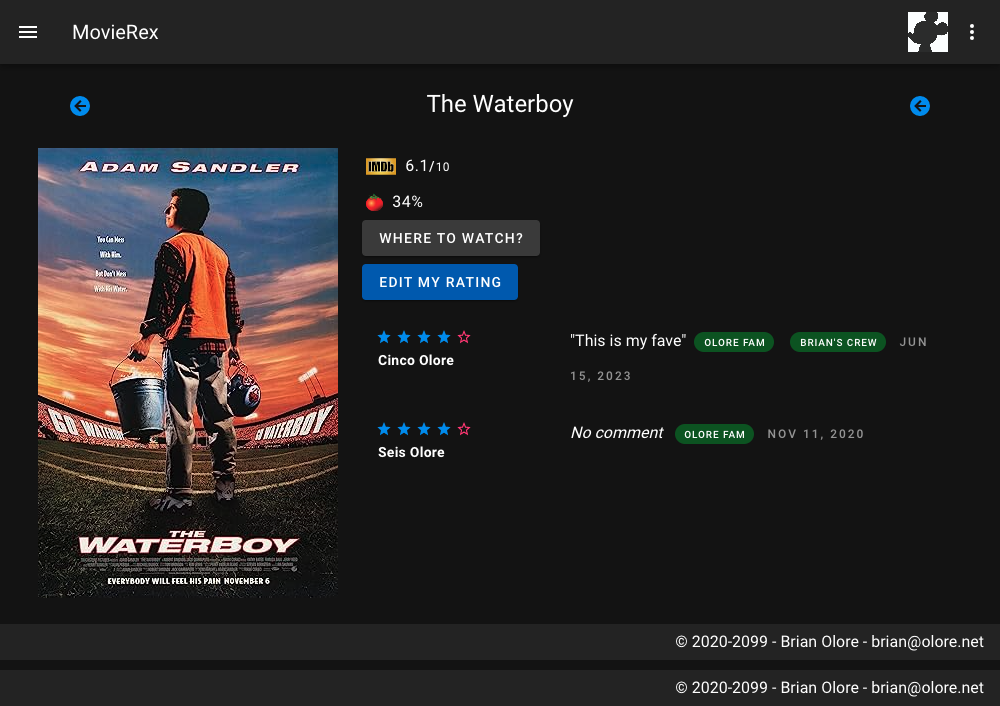 MovieRex
The Waterboy
ADAM SANDLER
You Can Mess
With Him.
But Don't Mess
With His Water.
GO WATERBOY
THE
WATERBOY
EVERYBODY WILL FEEL HIS PAIN NOVEMBER 6
IMDb 6.1/10
34%
WHERE TO WATCH?
EDIT MY RATING
Cinco Olore
"This is my fave" OLORE FAM BRIAN'S CREW JUN
15, 2023
Seis Olore
No comment OLORE FAM NOV 11, 2020
© 2020-2099 - Brian Olore - brian@olore.net
© 2020-2099 - Brian Olore - brian@olore.net